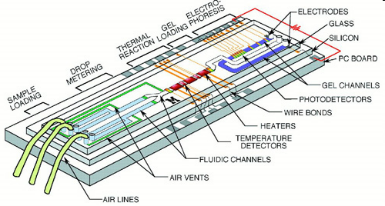 SAMPLE
LOADING
DROP
METERING
THERMAL
REACTION
GEL
LOADING
ELECTRO-
PHORESIS
ELECTRODES
GLASS
SILICON
PC BOARD
GEL CHANNELS
PHOTODETECTORS
WIRE BONDS
HEATERS
TEMPERATURE
DETECTORS
FLUIDIC CHANNELS
AIR VENTS
AIR LINES